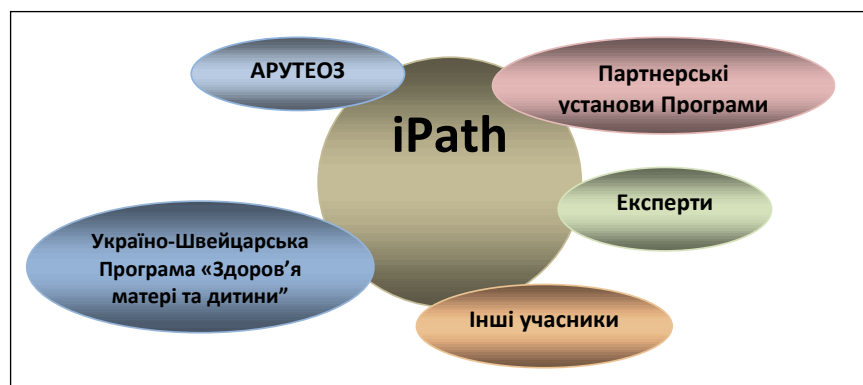 АРУТЕОЗ
Партнерські
установи Програми
iPath
Експерти
Україно-Швейцарська
Програма «Здоров’я
матері та дитини”
Інші учасники